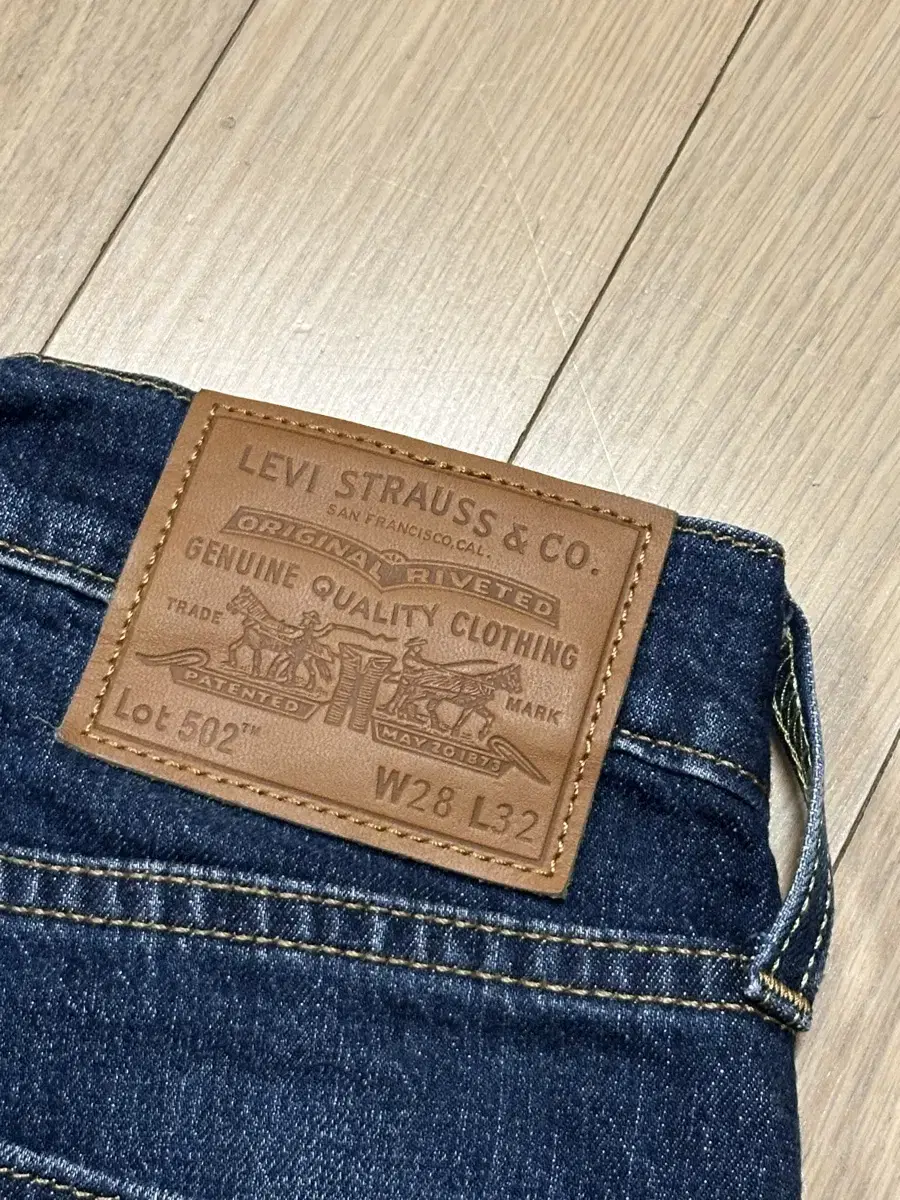 LEVI STRAUSS & CO.
SAN FRANCISCO, CAL.
ORIGINAL RIVETED
GENUINE QUALITY CLOTHING
TRADE MARK
PATENTED MAY 20 1873
Lot 502™
W28 L32